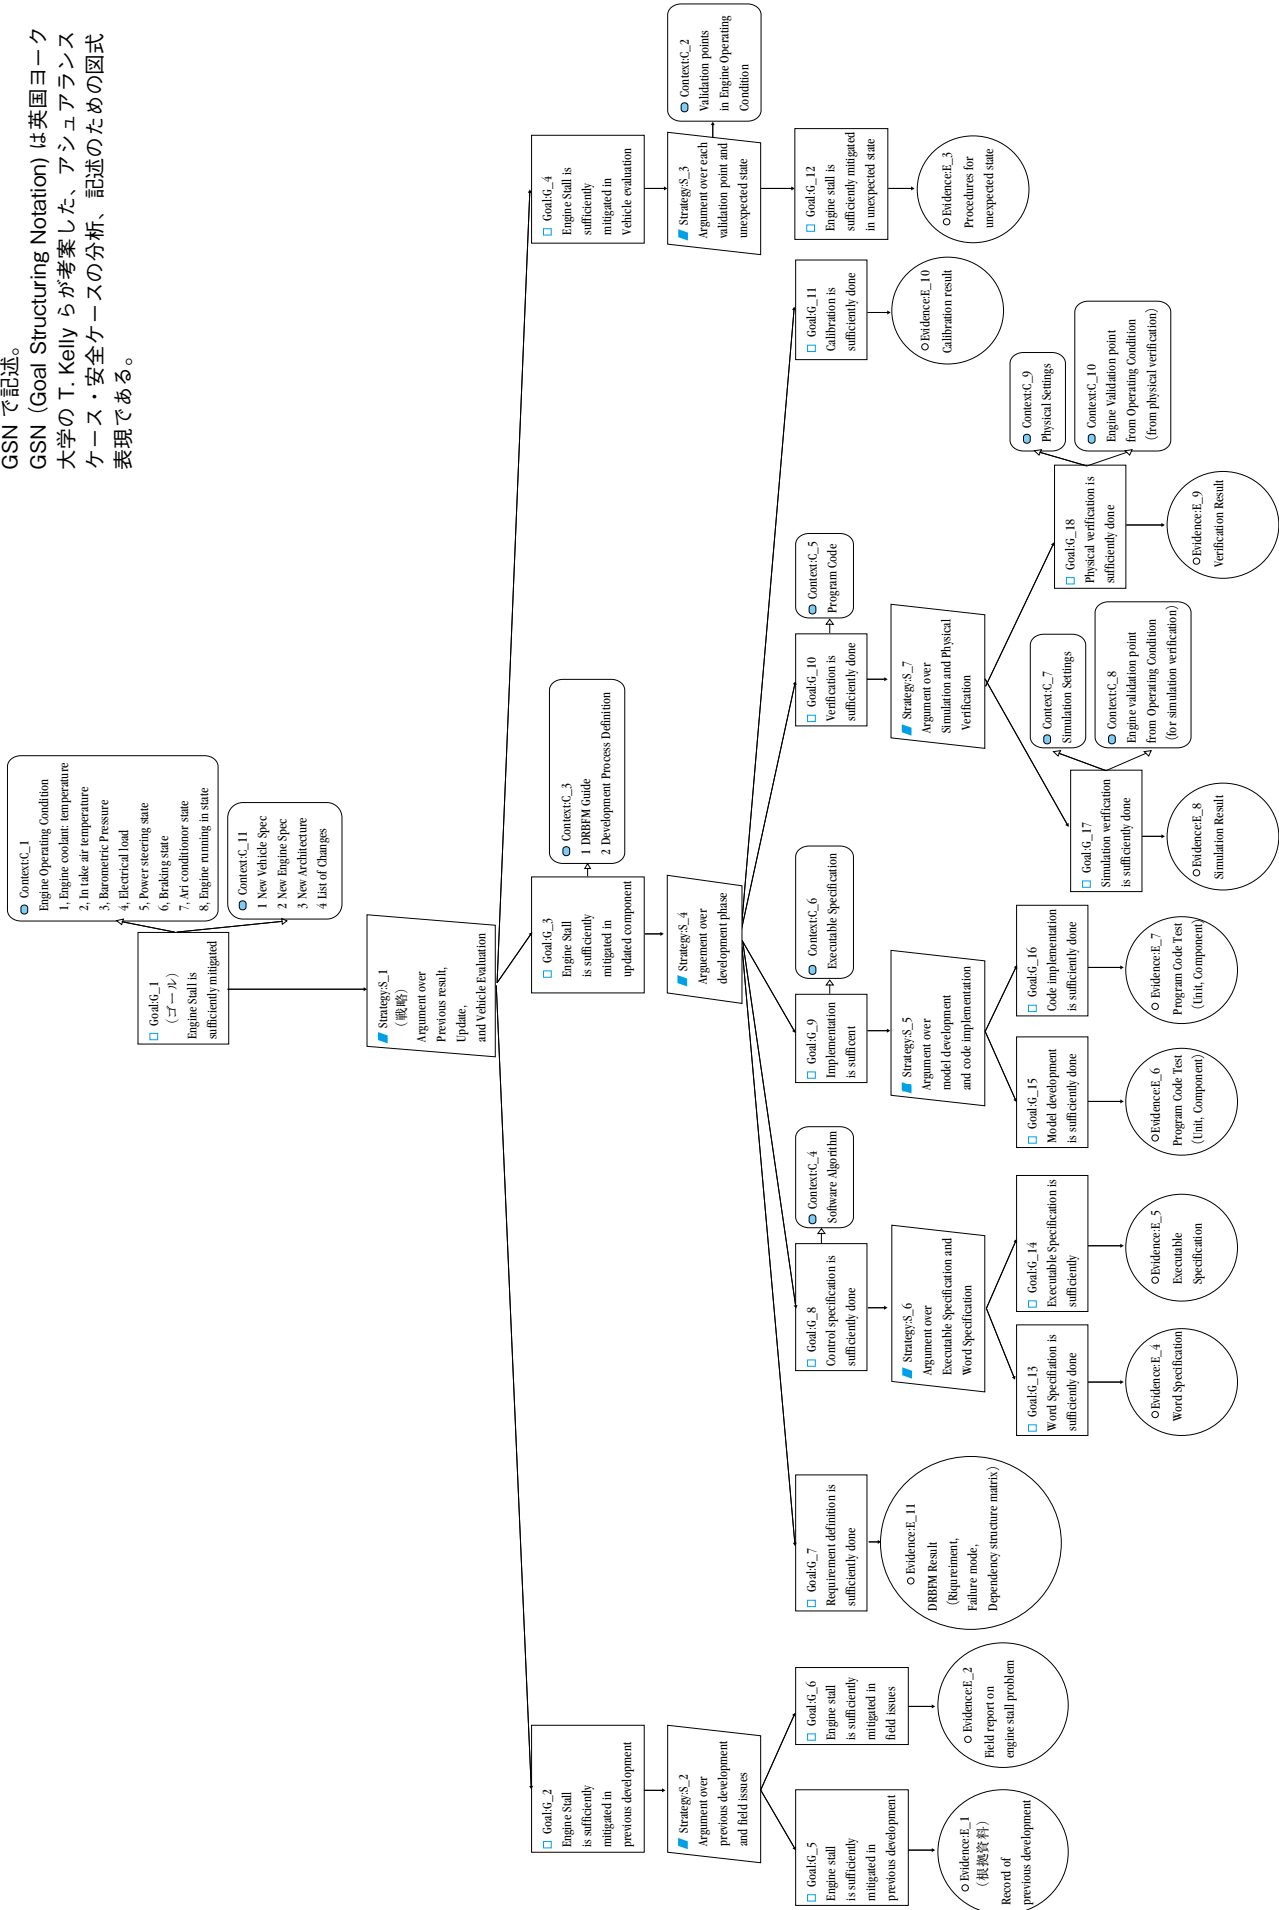 GSN で記述。
GSN（Goal Structuring Notation) は英国ヨーク
大学の T. Kelly らが考案した、アシュアランス
ケース・安全ケースの分析、記述のための図式
表現である。
Goal:G_1
（ゴール）
Engine Stall is
sufficiently mitigated
Context:C_1
Engine Operating Condition
1, Engine coolant: temperature
2, In take air temperature
3, Barometric Pressure
4, Electrical load
5, Power steering state
6, Braking state
7, Ari conditionor state
8, Engine running in state
Context:C_11
1 New Vehicle Spec
2 New Engine Spec
3 New Architecture
4 List of Changes
Strategy:S_1
（戦略）
Argument over
Previous result,
Update,
and Vehicle Evaluation
Goal:G_2
Engine Stall
is sufficiently
mitigated in
previous development
Goal:G_3
Engine Stall
is sufficiently
mitigated in
updated component
Context:C_3
1 DRBFM Guide
2 Development Process Definition
Goal:G_4
Engine Stall is
sufficiently
mitigated in
Vehicle evaluation
Strategy:S_2
Argument over
previous development
and field issues
Strategy:S_4
Arguement over
development phase
Strategy:S_3
Argument over each
validation point and
unexpected state
Context:C_2
Validation points
in Engine Operating
Condition
Goal:G_5
Engine stall
is sufficiently
mitigated in
previous development
Goal:G_6
Engine stall
is sufficiently
mitigated in
field issues
Goal:G_7
Requirement definition is
sufficiently done
Goal:G_8
Control specification is
sufficiently done
Context:C_4
Software Algorithm
Goal:G_9
Implementation
is sufficent
Context:C_6
Executable Specification
Goal:G_10
Verification is
sufficiently done
Context:C_5
Program Code
Goal:G_11
Calibration is
sufficiently done
Goal:G_12
Engine stall is
sufficiently mitigated
in unexpected state
Evidence:E_1
（根拠資料）
Record of
previous development
Evidence:E_2
Field report on
engine stall problem
Evidence:E_11
DRBFM Result
(Riqureiment,
Failure mode,
Dependency structure matrix)
Strategy:S_6
Argument over
Executable Specification and
Word Specification
Strategy:S_5
Argument over
model development
and code implementation
Strategy:S_7
Argument over
Simulation and Physical
Verification
Evidence:E_10
Calibration result
Evidence:E_3
Procedures for
unexpected state
Goal:G_13
Word Specifiation is
sufficiently done
Goal:G_14
Executable Specification is
sufficiently
Goal:G_15
Model development
is sufficiently done
Goal:G_16
Code implementation
is sufficiently done
Goal:G_17
Simulation verification
is sufficiently done
Context:C_7
Simulation Settings
Context:C_8
Engine validation point
from Operating Condition
(for simulation verification)
Goal:G_18
Physical verification is
sufficiently done
Context:C_9
Physical Settings
Context:C_10
Engine Validation point
from Operating Condition
(from physical verification)
Evidence:E_4
Word Specification
Evidence:E_5
Executable
Specification
Evidence:E_6
Program Code Test
(Unit, Component)
Evidence:E_7
Program Code Test
(Unit, Component)
Evidence:E_8
Simulation Result
Evidence:E_9
Verification Result